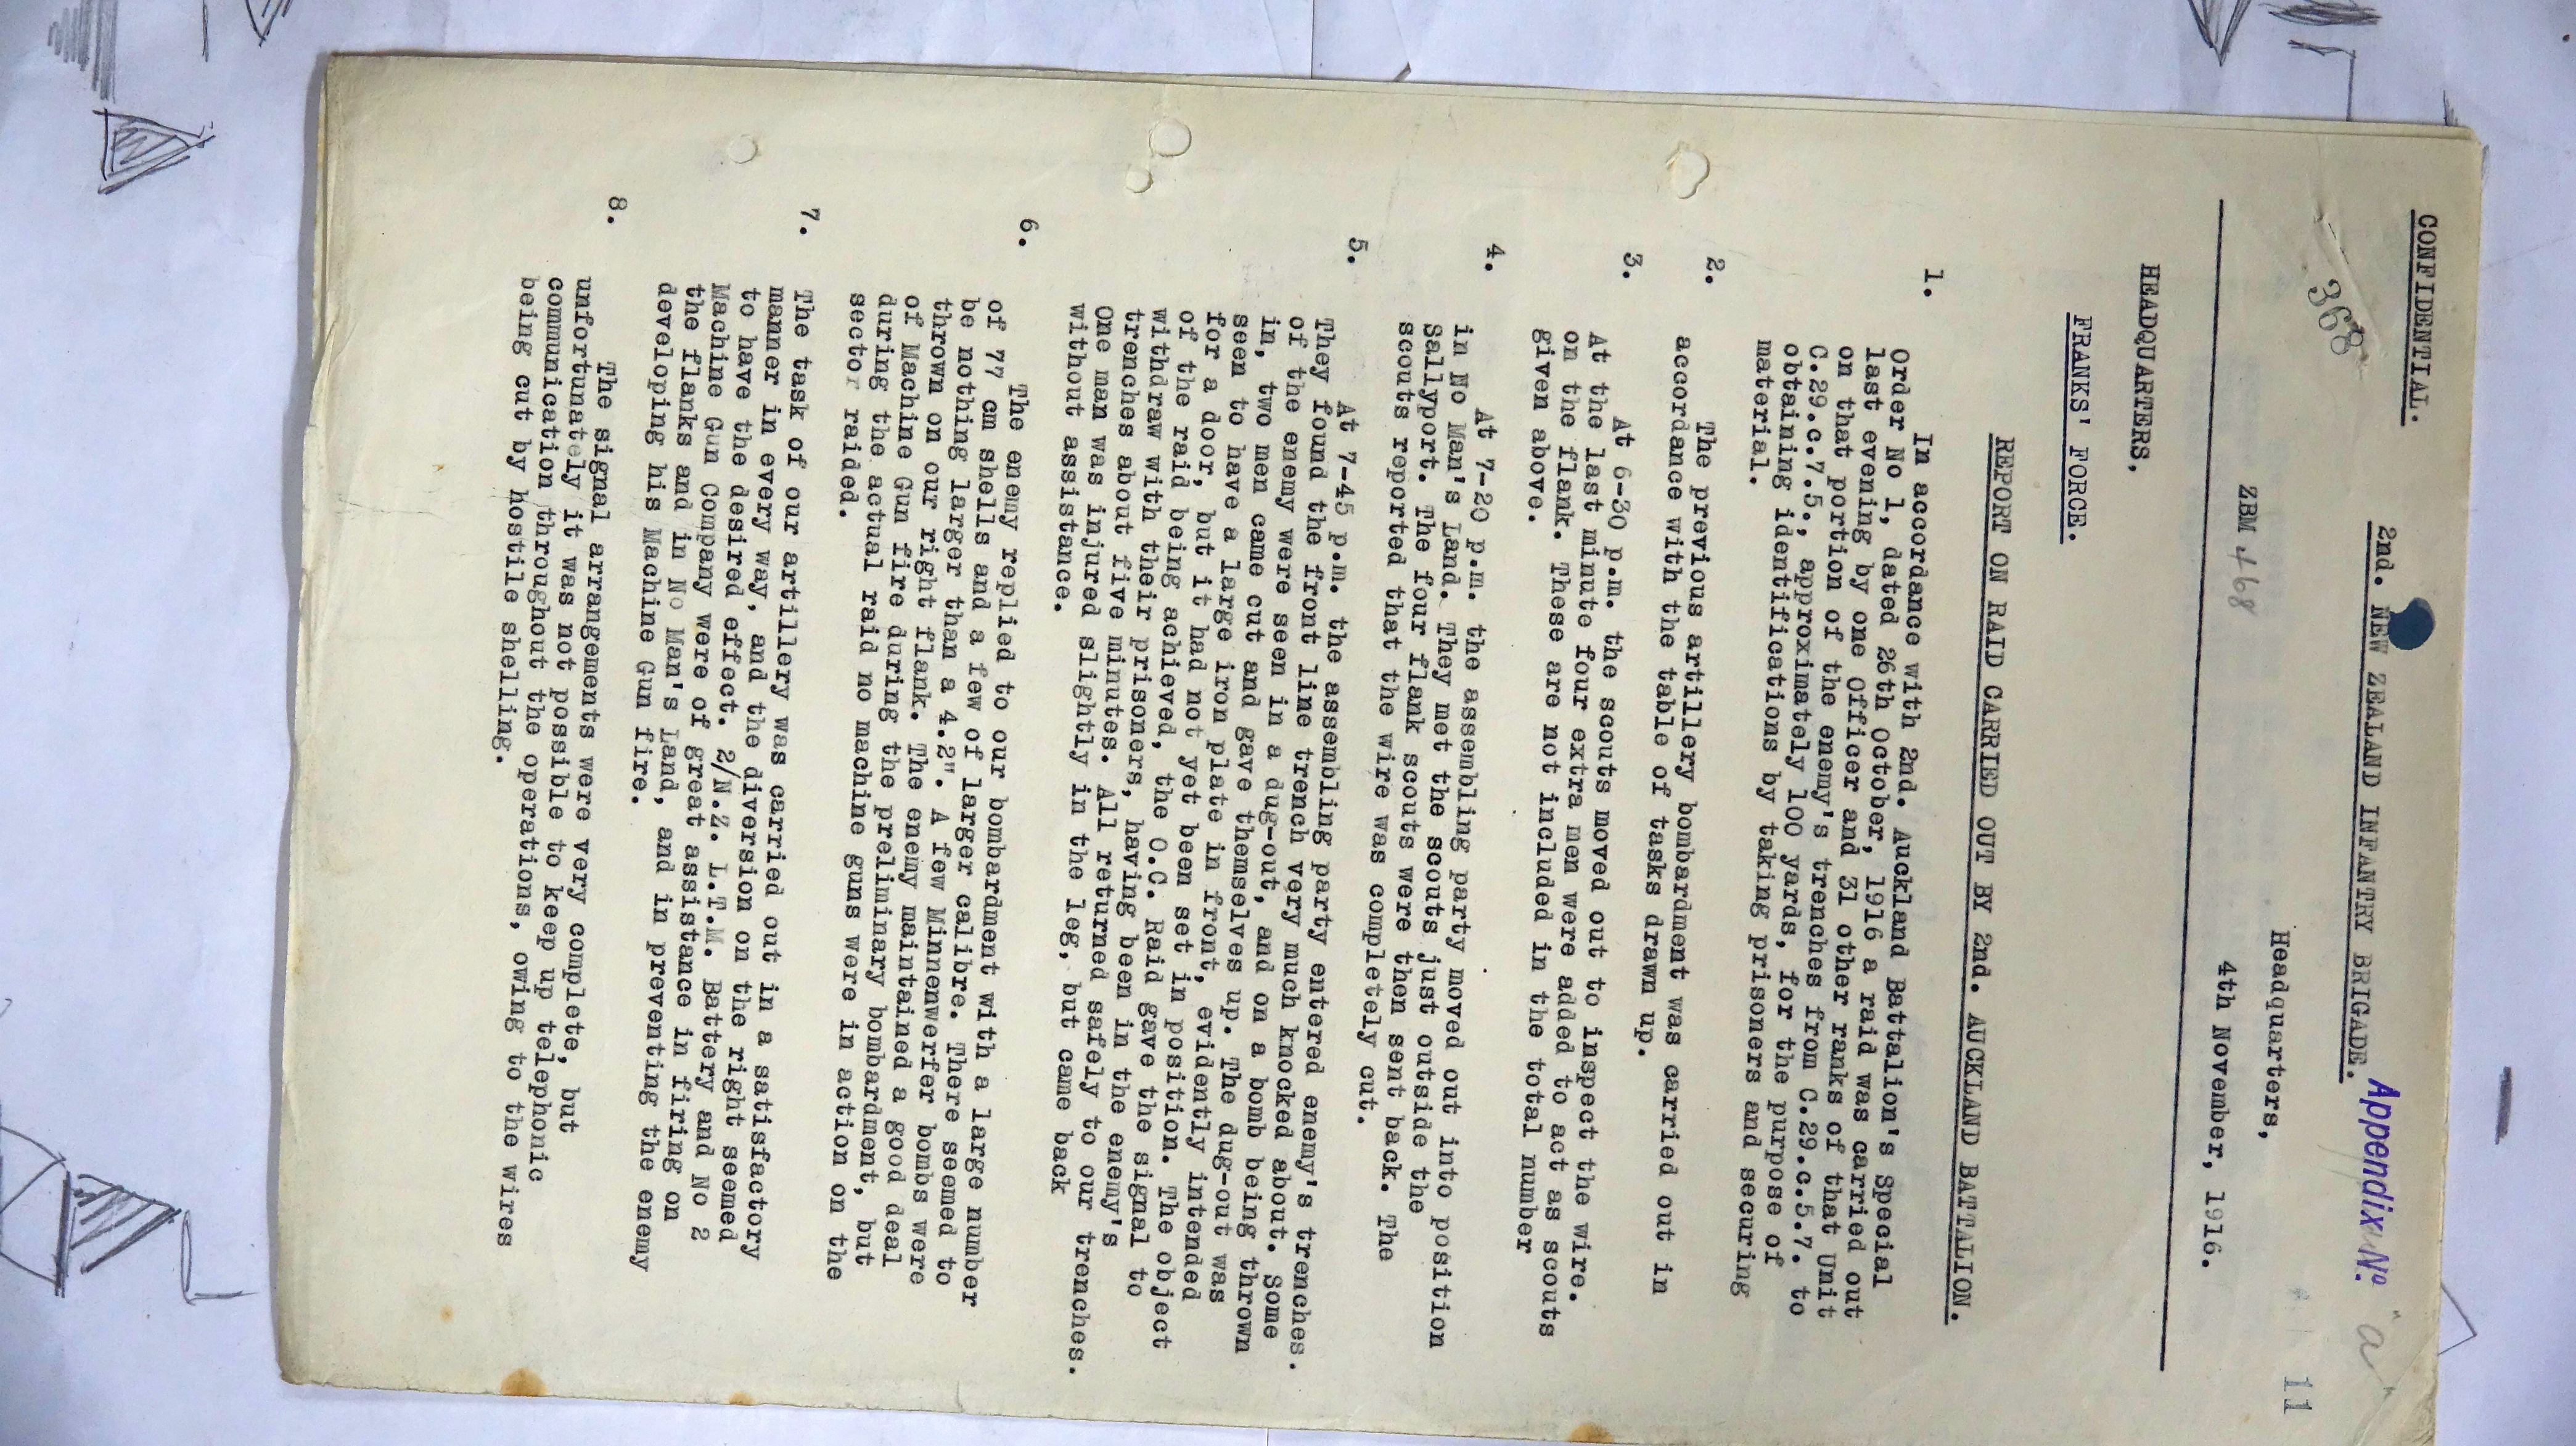 CONFIDENTIAL.
368
2nd. NEW ZEALAND INFANTRY BRIGADE.
Appendix No. "a"
11
Headquarters,
ZBM 468
4th November, 1916.
HEADQUARTERS,
FRANKS' FORCE.
REPORT ON RAID CARRIED OUT BY 2nd. AUCKLAND BATTALION.
1. In accordance with 2nd. Auckland Battalion's Special
Order No 1, dated 26th October, 1916 a raid was carried out
last evening by one Officer and 31 other ranks of that Unit
on that portion of the enemy's trenches from C.29.c.5.7. to
C.29.c.7.5., approximately 100 yards, for the purpose of
obtaining identifications by taking prisoners and securing
material.
2. The previous artillery bombardment was carried out in
accordance with the table of tasks drawn up.
3. At 6-30 p.m. the scouts moved out to inspect the wire.
At the last minute four extra men were added to act as scouts
on the flank. These are not included in the total number
given above.
4. At 7-20 p.m. the assembling party moved out into position
in No Man's Land. They met the scouts just outside the
Sallyport. The four flank scouts were then sent back. The
scouts reported that the wire was completely cut.
5. At 7-45 p.m. the assembling party entered enemy's trenches.
They found the front line trench very much knocked about. Some
of the enemy were seen in a dug-out, and on a bomb being thrown
in, two men came cut and gave themselves up. The dug-out was
seen to have a large iron plate in front, evidently intended
for a door, but it had not yet been set in position. The object
of the raid being achieved, the O.C. Raid gave the signal to
withdraw with their prisoners, having been in the enemy's
trenches about five minutes. All returned safely to our trenches.
One man was injured slightly in the leg, but came back
without assistance.
6. The enemy replied to our bombardment with a large number
of 77 cm shells and a few of larger calibre. There seemed to
be nothing larger than a 4.2". A few Minnenwerfer bombs were
thrown on our right flank. The enemy maintained a good deal
of Machine Gun fire during the preliminary bombardment, but
during the actual raid no machine guns were in action on the
sector raided.
7. The task of our artillery was carried out in a satisfactory
manner in every way, and the diversion on the right seemed
to have the desired effect. 2/N.Z. L.T.M. Battery and No 2
Machine Gun Company were of great assistance in firing on
the flanks and in No Man's Land, and in preventing the enemy
developing his Machine Gun fire.
8. The signal arrangements were very complete, but
unfortunately it was not possible to keep up telephonic
communication throughout the operations, owing to the wires
being cut by hostile shelling.